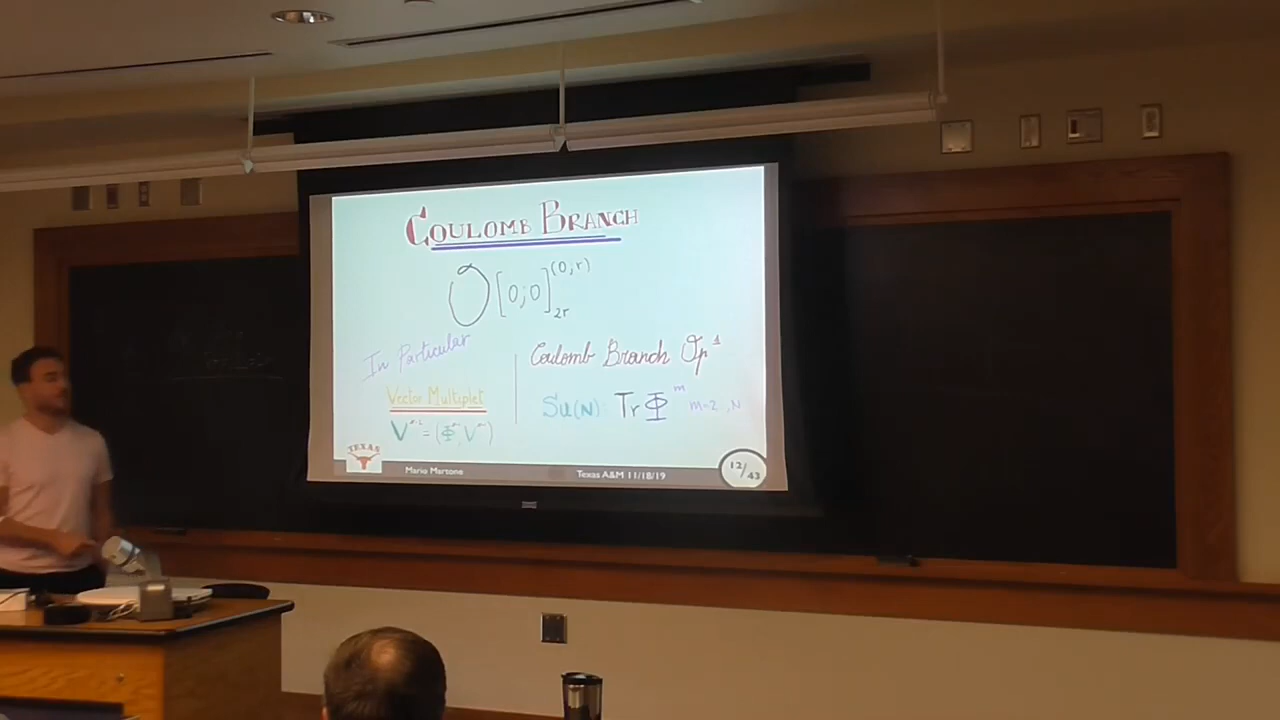 COULOMB BRANCH
O[0;0]^(0,r)_2r
In Particular
Vector Multiplet
Coulomb Branch Op^s
SU(N): Tr Φ^m m=2, N
TEXAS
Mario Martone
Texas A&M 11/18/19
12/43